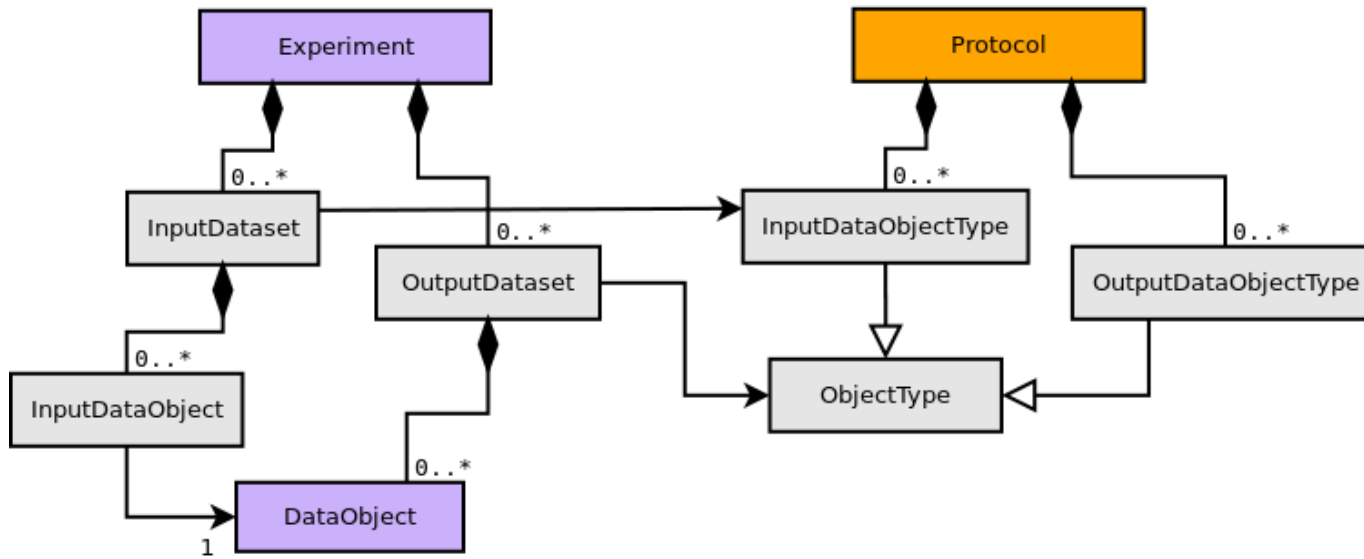 Experiment
Protocol
0..*
0..*
InputDataset
InputDataObjectType
0..*
0..*
OutputDataset
OutputDataObjectType
0..*
InputDataObject
ObjectType
0..*
DataObject
1